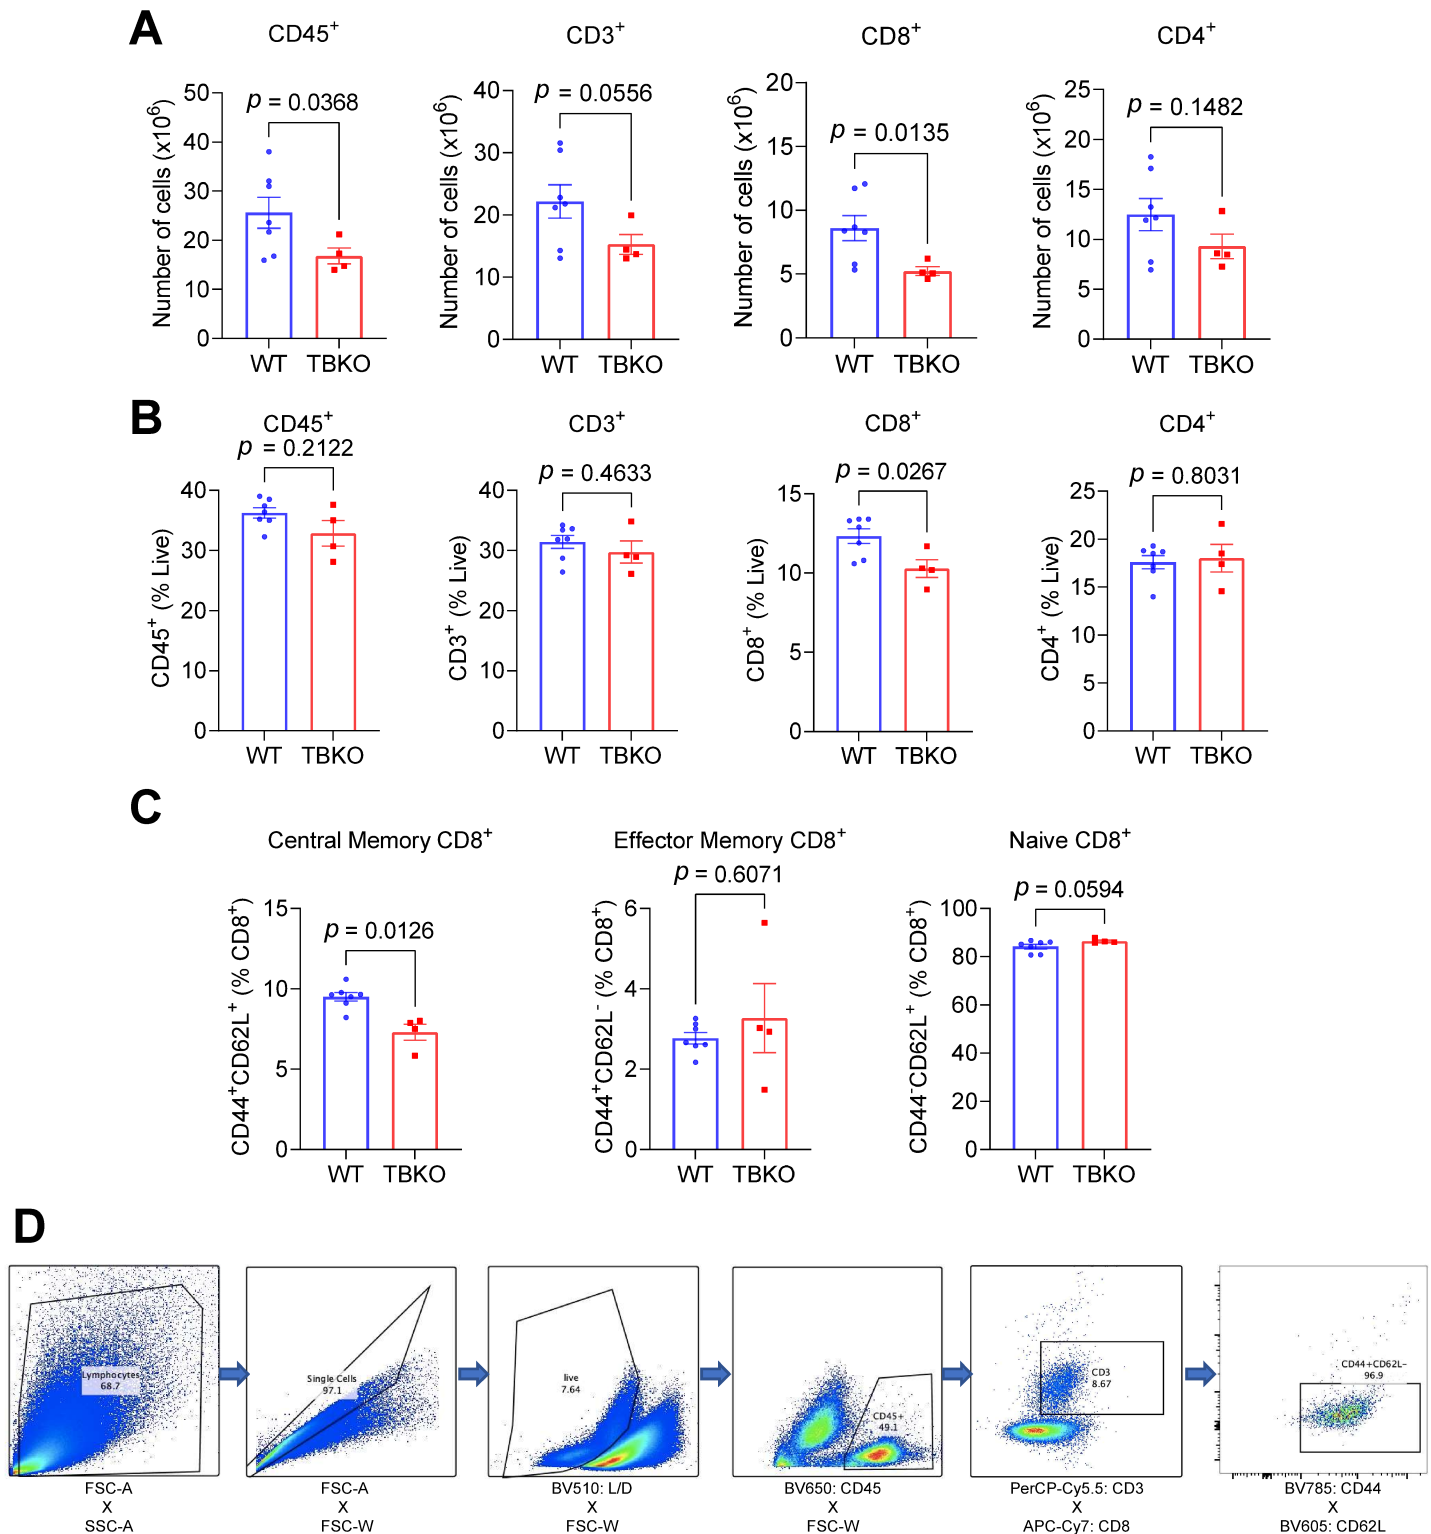 A
CD45+ CD3+ CD8+ CD4+
p = 0.0368 p = 0.0556 p = 0.0135 p = 0.1482
Number of cells (x10^6)
50
40
30
20
10
0
WT TBKO
Number of cells (x10^6)
40
30
20
10
0
WT TBKO
Number of cells (x10^6)
20
15
10
5
0
WT TBKO
Number of cells (x10^6)
25
20
15
10
5
0
WT TBKO
B
CD45+ CD3+ CD8+ CD4+
p = 0.2122 p = 0.4633 p = 0.0267 p = 0.8031
CD45+ (% Live)
40
30
20
10
0
WT TBKO
CD3+ (% Live)
40
30
20
10
0
WT TBKO
CD8+ (% Live)
15
10
5
0
WT TBKO
CD4+ (% Live)
25
20
15
10
5
0
WT TBKO
C
Central Memory CD8+
p = 0.0126
CD44+CD62L+ (% CD8+)
15
10
5
0
WT TBKO
Effector Memory CD8+
p = 0.6071
CD44+CD62L- (% CD8+)
6
4
2
0
WT TBKO
Naive CD8+
p = 0.0594
CD44-CD62L+ (% CD8+)
100
80
60
40
20
0
WT TBKO
D
Lymphocytes
68.7
FSC-A
X
SSC-A
Single Cells
97.1
FSC-A
X
FSC-W
live
7.64
BV510: L/D
X
FSC-W
CD45+
49.1
BV650: CD45
X
FSC-W
CD3
8.67
PerCP-Cy5.5: CD3
X
APC-Cy7: CD8
CD44+CD62L-
96.9
BV785: CD44
X
BV605: CD62L